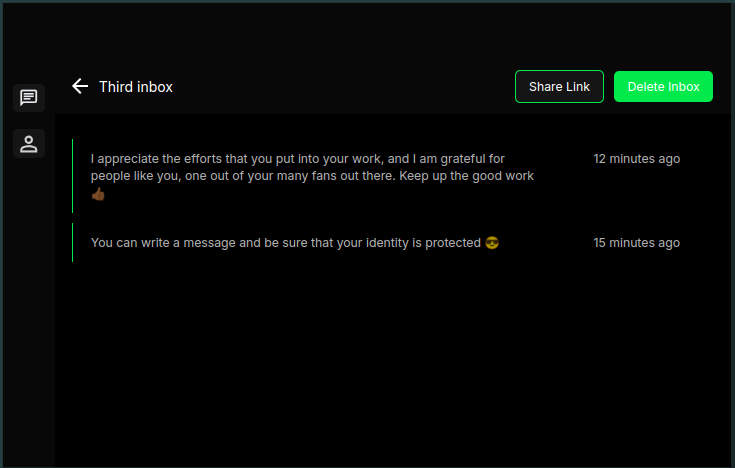 Third inbox
Share Link
Delete Inbox
I appreciate the efforts that you put into your work, and I am grateful for
people like you, one out of your many fans out there. Keep up the good work
👍🏾
12 minutes ago
You can write a message and be sure that your identity is protected 😎
15 minutes ago